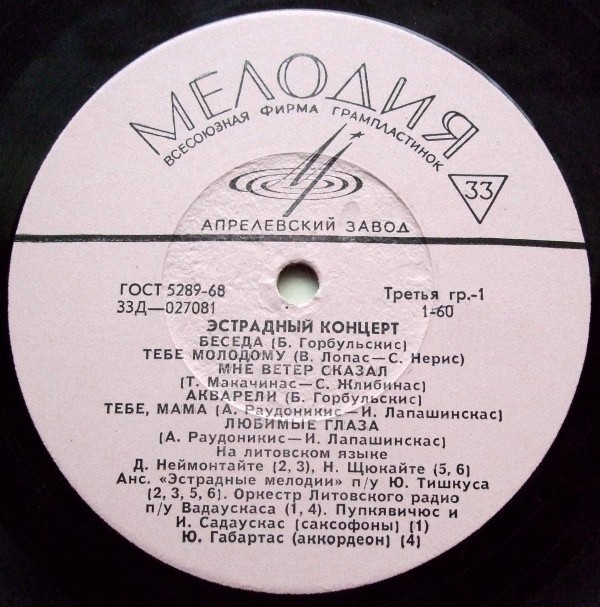 МЕЛОДИЯ
ВСЕСОЮЗНАЯ ФИРМА ГРАМПЛАСТИНОК
33
АПРЕЛЕВСКИЙ ЗАВОД
ГОСТ 5289-68
Третья гр.-1
33Д—027081
1-60
ЭСТРАДНЫЙ КОНЦЕРТ
БЕСЕДА (Б. Горбульскис)
ТЕБЕ МОЛОДОМУ (В. Лопас—С. Нерис)
МНЕ ВЕТЕР СКАЗАЛ
(Т. Макачинас—С. Жлибинас)
АКВАРЕЛИ (Б. Горбульскис)
ТЕБЕ, МАМА (А. Раудоникис—И. Лапашинскас)
ЛЮБИМЫЕ ГЛАЗА
(А. Раудоникис—И. Лапашинскас)
На литовском языке
Д. Неймонтайте (2, 3), Н. Щюкайте (5, 6)
Анс. «Эстрадные мелодии» п/у Ю. Тишкуса
(2, 3, 5, 6). Оркестр Литовского радио
п/у Вадаускаса (1, 4). Пупкявичюс и
И. Садаускас (саксофоны) (1)
Ю. Габартас (аккордеон) (4)